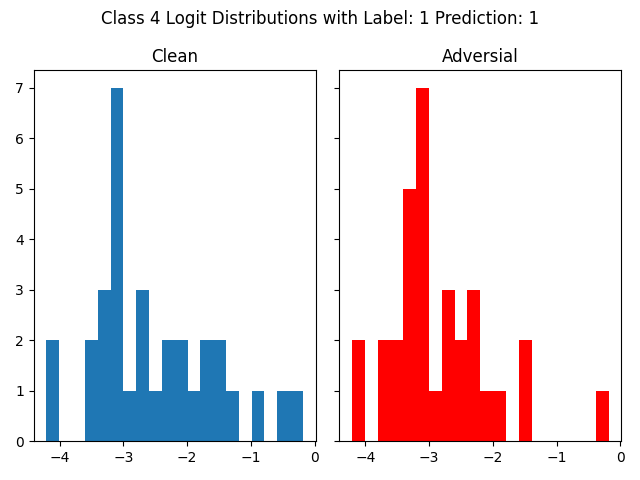 Class 4 Logit Distributions with Label: 1 Prediction: 1
Clean
Adversial
7
6
5
4
3
2
1
0
−4 −3 −2 −1 0
−4 −3 −2 −1 0